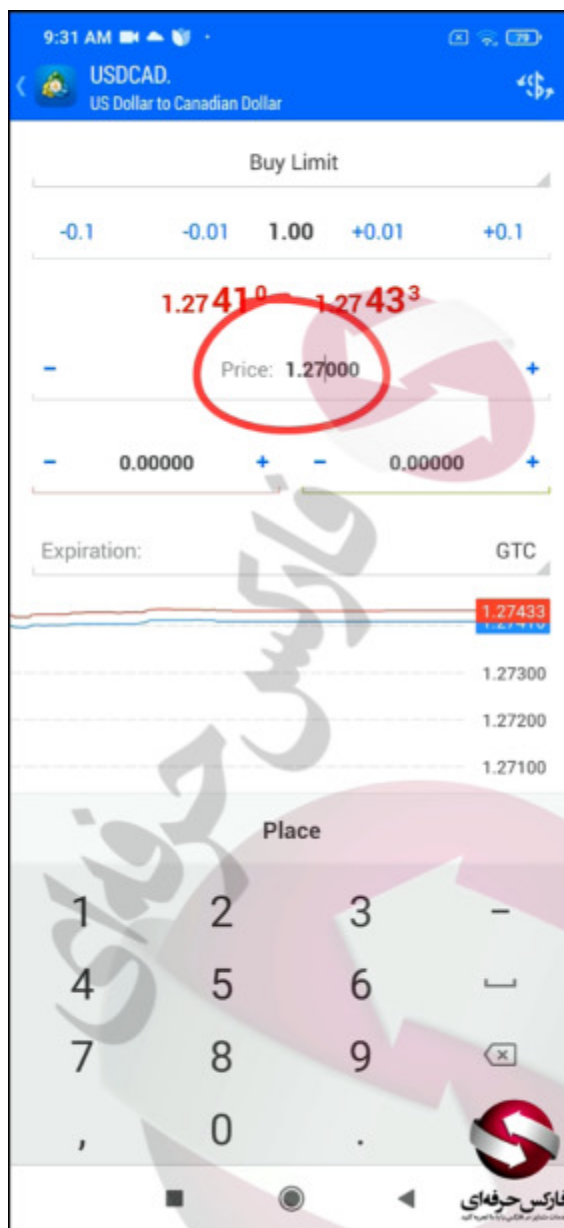 9:31 AM
79
USDCAD.
US Dollar to Canadian Dollar
Buy Limit
-0.1 -0.01 1.00 +0.01 +0.1
1.27410 1.27433
- Price: 1.27000 +
- 0.00000 + - 0.00000 +
Expiration: GTC
1.27433
1.27410
1.27300
1.27200
1.27100
فارکس حرفه‌ای
Place
1 2 3 -
4 5 6
7 8 9
, 0 .
فارکس حرفه‌ای